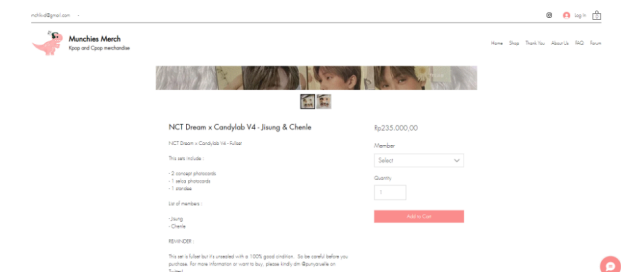 Log In
Munchies Merch
Kpop and Cpop merchandise
Home Shop Thank You About Us FAQ Forum
NCT Dream x Candylab V4 - Jisung & Chenle
Rp235.000,00
NCT Dream x Candylab V4 - Fullset
Member
Select
This sets include :
Quantity
- 2 concept photocards
- 1 selca photocards
- 1 standee
1
List of members :
Add to Cart
-Jisung
- Chenle
REMINDER :
This set is fullset but it's unsealed with a 100% good condition . So be careful before you
purchase. For more information or want to buy, please kindly dm @punyavale on
Twitter!